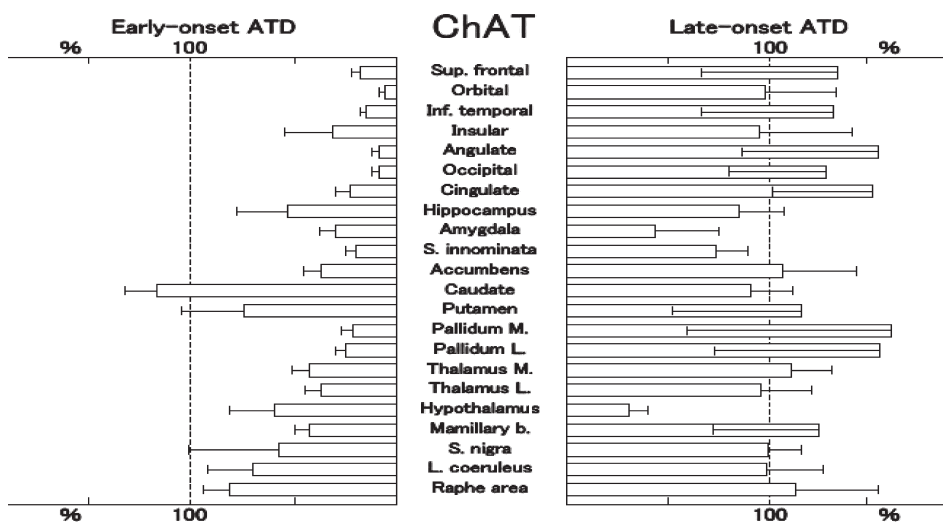 Early-onset ATD ChAT Late-onset ATD
% 100 100 %
Sup. frontal
Orbital
Inf. temporal
Insular
Angulate
Occipital
Cingulate
Hippocampus
Amygdala
S. innominata
Accumbens
Caudate
Putamen
Pallidum M.
Pallidum L.
Thalamus M.
Thalamus L.
Hypothalamus
Mamillary b.
S. nigra
L. coeruleus
Raphe area
% 100 100 %